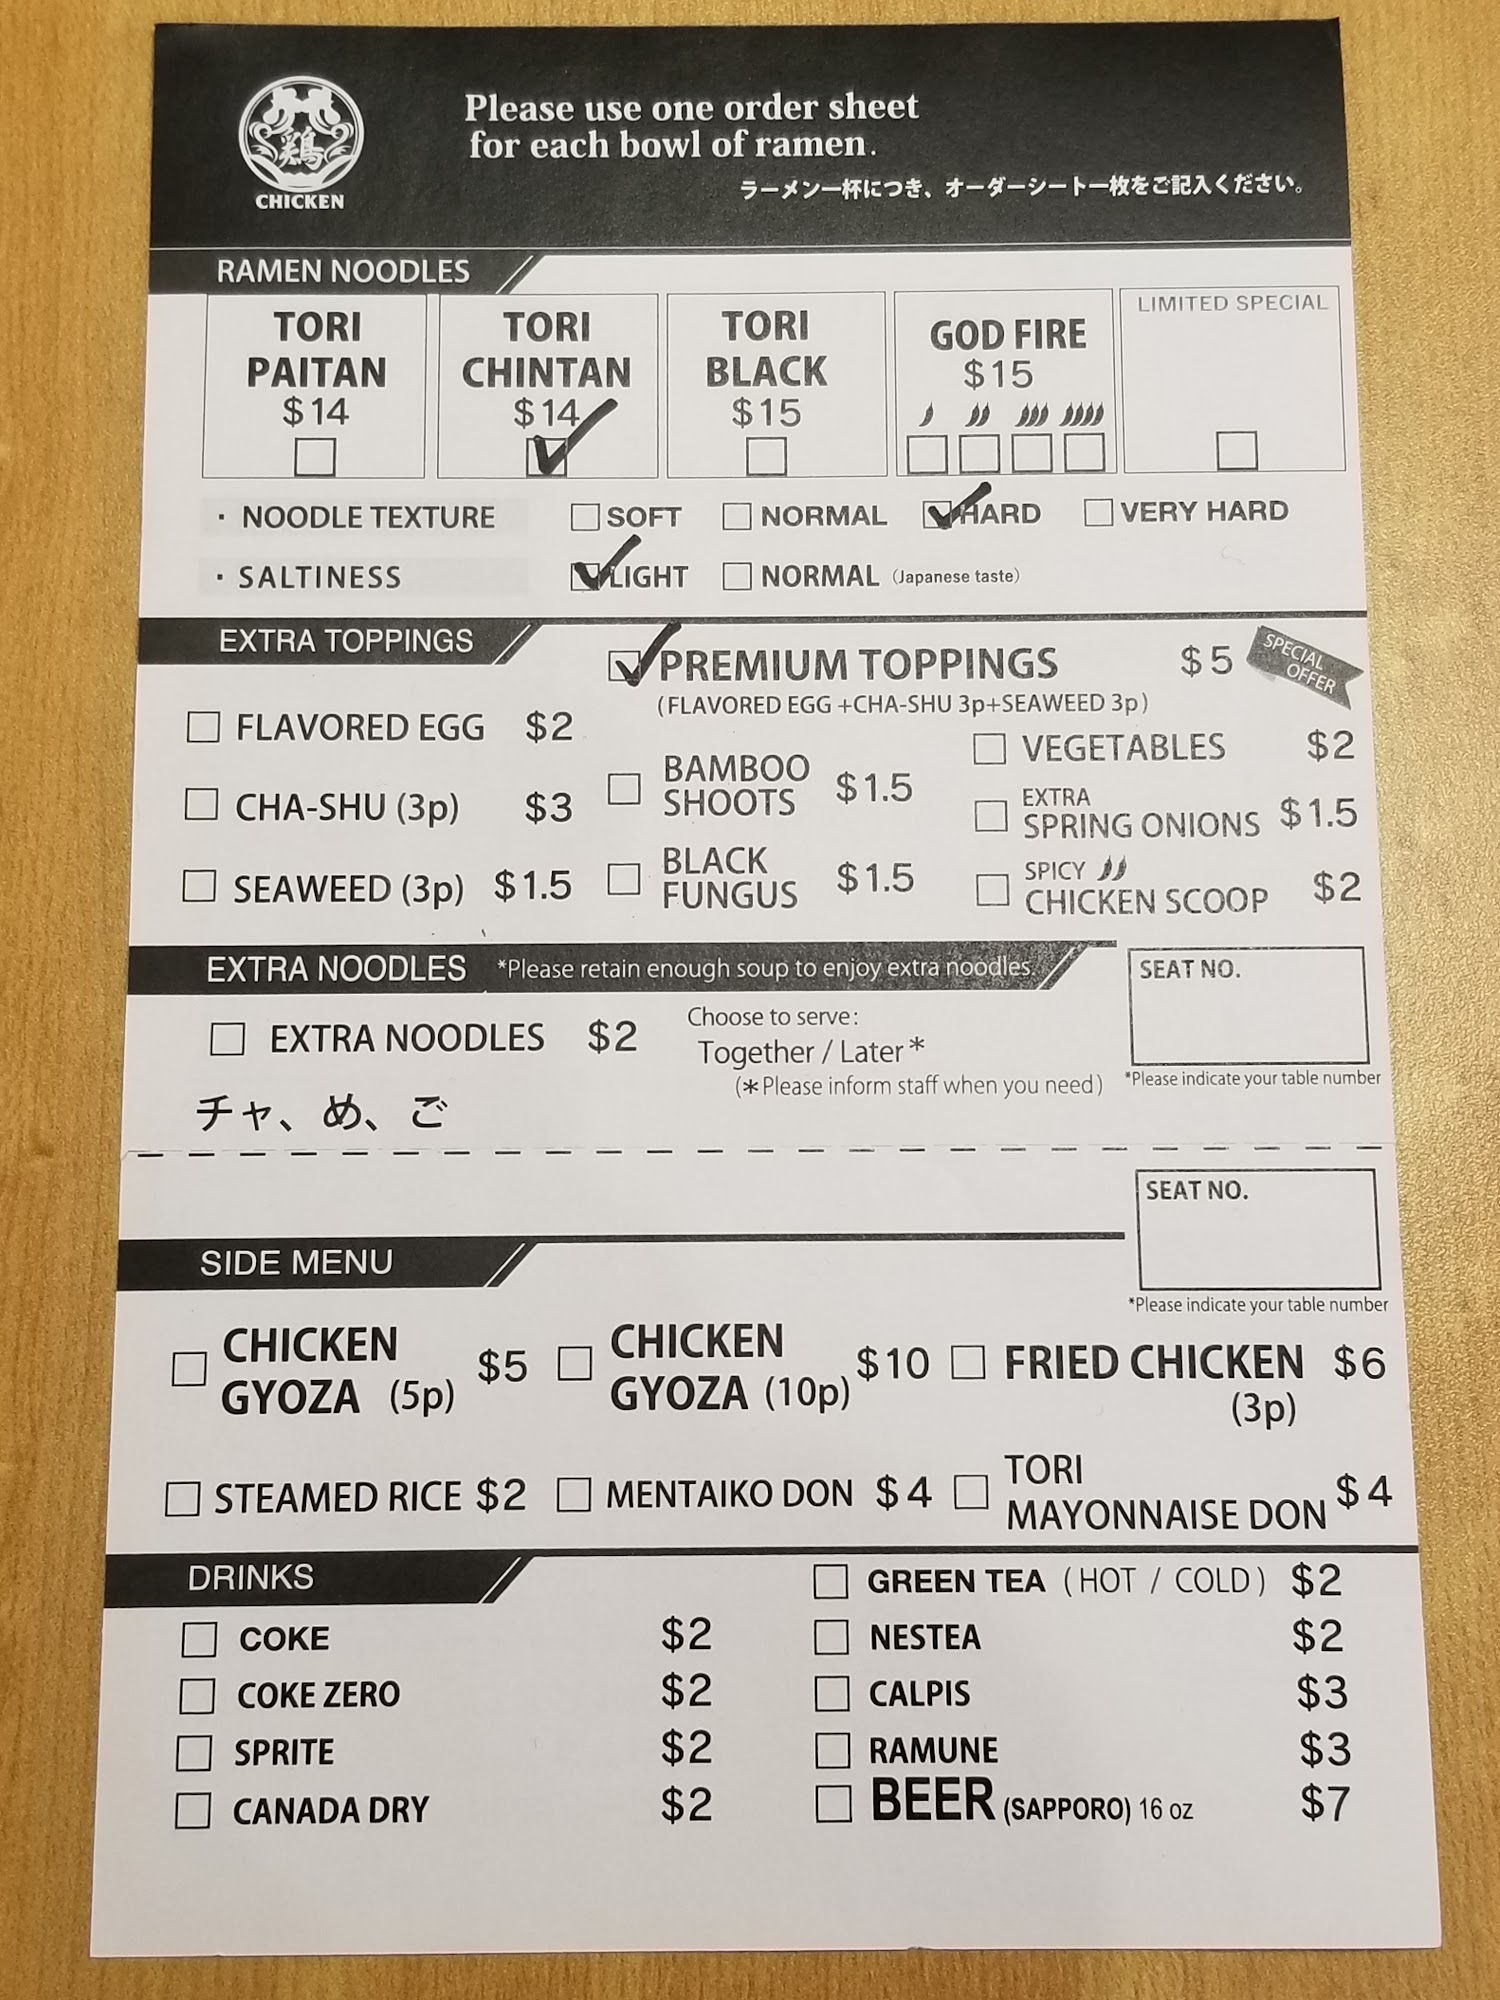 鶏
CHICKEN
Please use one order sheet
for each bowl of ramen.
ラーメン一杯につき、オーダーシート一枚をご記入ください。
RAMEN NOODLES
TORI PAITAN $14
TORI CHINTAN $14
TORI BLACK $15
GOD FIRE $15
LIMITED SPECIAL
・NOODLE TEXTURE SOFT NORMAL HARD VERY HARD
・SALTINESS LIGHT NORMAL (Japanese taste)
EXTRA TOPPINGS
PREMIUM TOPPINGS $5 SPECIAL OFFER
(FLAVORED EGG+CHA-SHU 3p+SEAWEED 3p)
FLAVORED EGG $2
CHA-SHU (3p) $3
SEAWEED (3p) $1.5
BAMBOO SHOOTS $1.5
BLACK FUNGUS $1.5
VEGETABLES $2
EXTRA SPRING ONIONS $1.5
SPICY CHICKEN SCOOP $2
EXTRA NOODLES *Please retain enough soup to enjoy extra noodles
EXTRA NOODLES $2
Choose to serve:
Together / Later*
(*Please inform staff when you need)
SEAT NO.
*Please indicate your table number
チャ、め、ご
SEAT NO.
*Please indicate your table number
SIDE MENU
CHICKEN GYOZA (5p) $5
CHICKEN GYOZA (10p) $10
FRIED CHICKEN (3p) $6
STEAMED RICE $2
MENTAIKO DON $4
TORI MAYONNAISE DON $4
DRINKS
COKE $2
COKE ZERO $2
SPRITE $2
CANADA DRY $2
GREEN TEA (HOT / COLD) $2
NESTEA $2
CALPIS $3
RAMUNE $3
BEER (SAPPORO) 16 oz $7